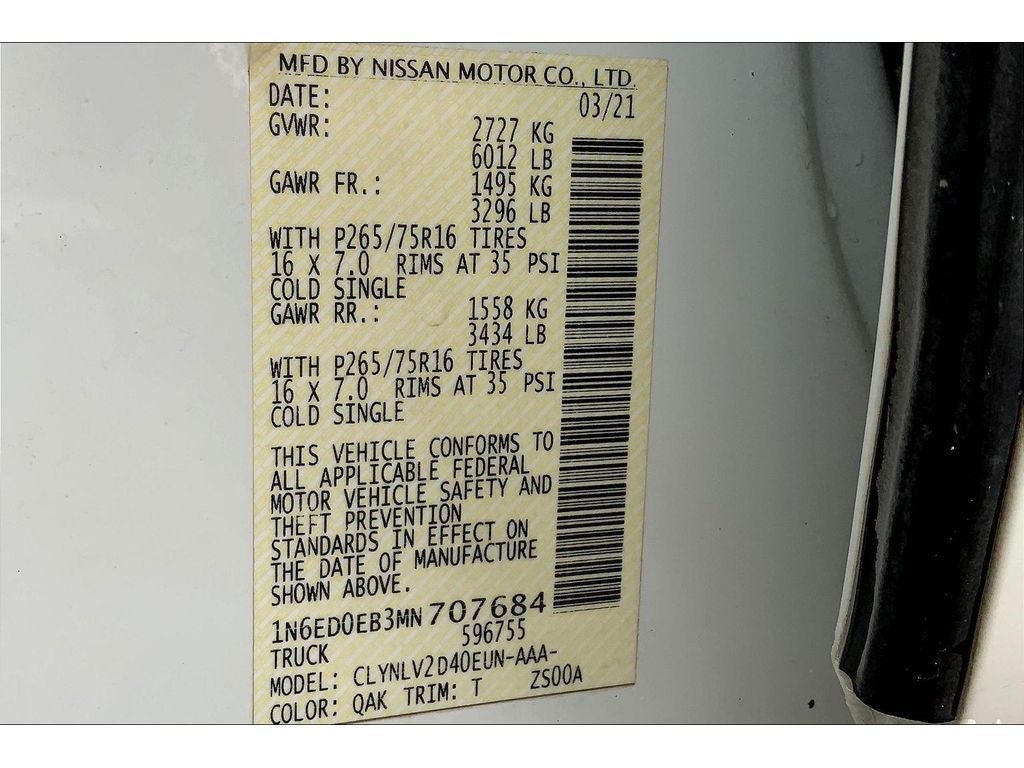 MFD BY NISSAN MOTOR CO., LTD.
DATE: 03/21
GVWR: 2727 KG
6012 LB
GAWR FR.: 1495 KG
3296 LB
WITH P265/75R16 TIRES
16 X 7.0 RIMS AT 35 PSI
COLD SINGLE
GAWR RR.: 1558 KG
3434 LB
WITH P265/75R16 TIRES
16 X 7.0 RIMS AT 35 PSI
COLD SINGLE
THIS VEHICLE CONFORMS TO
ALL APPLICABLE FEDERAL
MOTOR VEHICLE SAFETY AND
THEFT PREVENTION
STANDARDS IN EFFECT ON
THE DATE OF MANUFACTURE
SHOWN ABOVE.
1N6ED0EB3MN 707684
TRUCK 596755
MODEL: CLYNLV2D40EUN-AAA-
COLOR: QAK TRIM: T ZS00A